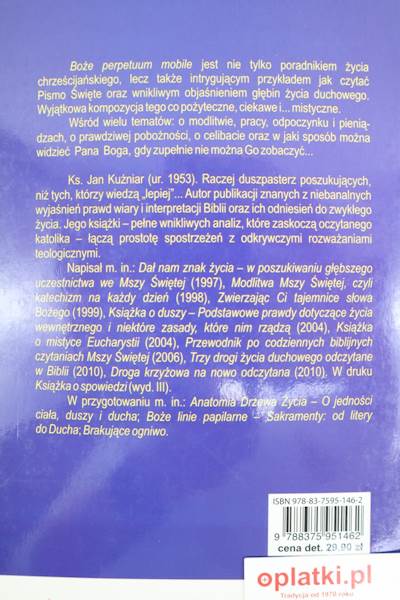 Boże perpetuum mobile jest nie tylko poradnikiem życia
chrześcijańskiego, lecz także intrygującym przykładem jak czytać
Pismo Święte oraz wnikliwym objaśnieniem głębin życia duchowego.
Wyjątkowa kompozycja tego co pożyteczne, ciekawe i... mistyczne.
Wśród wielu tematów: o modlitwie, pracy, odpoczynku i pienią-
dzach, o prawdziwej pobożności, o celibacie oraz w jaki sposób można
widzieć Pana Boga, gdy zupełnie nie można Go zobaczyć...
Ks. Jan Kuźniar (ur. 1953). Raczej duszpasterz poszukujących,
niż tych, którzy wiedzą „lepiej"... Autor publikacji znanych z niebanalnych
wyjaśnień prawd wiary i interpretacji Biblii oraz ich odniesień do zwykłego
życia. Jego książki – pełne wnikliwych analiz, które zaskoczą oczytanego
katolika – łączą prostotę spostrzeżeń z odkrywczymi rozważaniami
teologicznymi.
Napisał m. in.: Dał nam znak życia – w poszukiwaniu głębszego
uczestnictwa we Mszy Świętej (1997), Modlitwa Mszy Świętej, czyli
katechizm na każdy dzień (1998), Zwierzając Ci tajemnice słowa
Bożego (1999), Książka o duszy – Podstawowe prawdy dotyczące życia
wewnętrznego i niektóre zasady, które nim rządzą (2004), Książka
o mistyce Eucharystii (2004), Przewodnik po codziennych biblijnych
czytaniach Mszy Świętej (2006), Trzy drogi życia duchowego odczytane
w Biblii (2010), Droga krzyżowa na nowo odczytana (2010). W druku
Książka o spowiedzi (wyd. III).
W przygotowaniu m. in.: Anatomia Drzewa Życia – O jedności
ciała, duszy i ducha; Boże linie papilarne – Sakramenty: od litery
do Ducha; Brakujące ogniwo.
ISBN 978-83-7595-146-2
9 788375 951462
cena det. 29,90 zł
oplatki.pl
Tradycja od 1970 roku